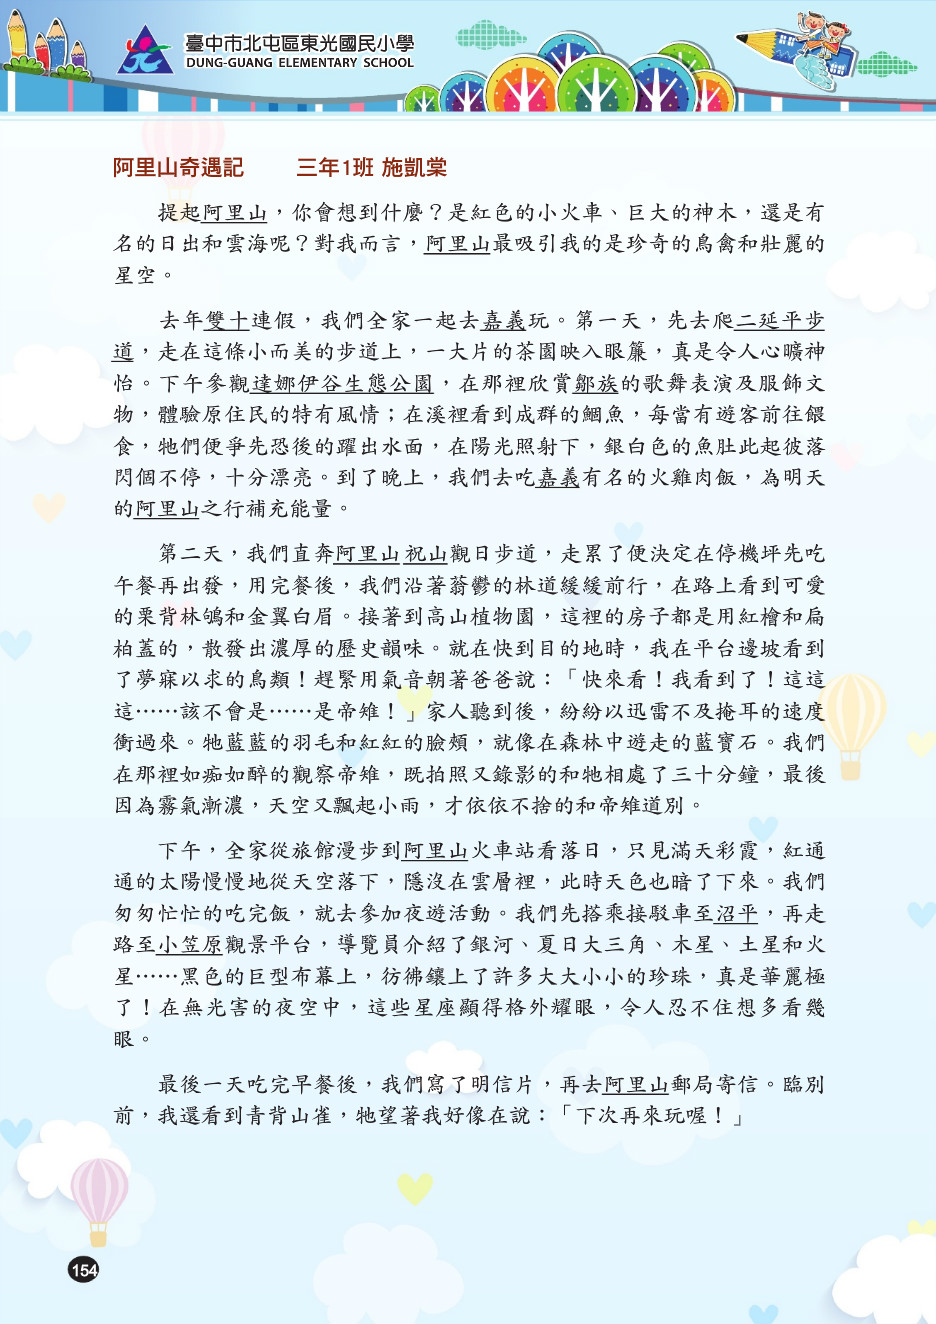 臺中市北屯區東光國民小學
DUNG-GUANG ELEMENTARY SCHOOL
阿里山奇遇記 三年1班 施凱棠
提起阿里山，你會想到什麼？是紅色的小火車、巨大的神木，還是有
名的日出和雲海呢？對我而言，阿里山最吸引我的是珍奇的鳥禽和壯麗的
星空。
去年雙十連假，我們全家一起去嘉義玩。第一天，先去爬二延平步
道，走在這條小而美的步道上，一大片的茶園映入眼簾，真是令人心曠神
怡。下午參觀達娜伊谷生態公園，在那裡欣賞鄒族的歌舞表演及服飾文
物，體驗原住民的特有風情；在溪裡看到成群的鯝魚，每當有遊客前往餵
食，牠們便爭先恐後的躍出水面，在陽光照射下，銀白色的魚肚此起彼落
閃個不停，十分漂亮。到了晚上，我們去吃嘉義有名的火雞肉飯，為明天
的阿里山之行補充能量。
第二天，我們直奔阿里山祝山觀日步道，走累了便決定在停機坪先吃
午餐再出發，用完餐後，我們沿著蓊鬱的林道緩緩前行，在路上看到可愛
的栗背林鴝和金翼白眉。接著到高山植物園，這裡的房子都是用紅檜和扁
柏蓋的，散發出濃厚的歷史韻味。就在快到目的地時，我在平台邊坡看到
了夢寐以求的鳥類！趕緊用氣音朝著爸爸說：「快來看！我看到了！這這
這……該不會是……是帝雉！」家人聽到後，紛紛以迅雷不及掩耳的速度
衝過來。牠藍藍的羽毛和紅紅的臉頰，就像在森林中遊走的藍寶石。我們
在那裡如痴如醉的觀察帝雉，既拍照又錄影的和牠相處了三十分鐘，最後
因為霧氣漸濃，天空又飄起小雨，才依依不捨的和帝雉道別。
下午，全家從旅館漫步到阿里山火車站看落日，只見滿天彩霞，紅通
通的太陽慢慢地從天空落下，隱沒在雲層裡，此時天色也暗了下來。我們
匆匆忙忙的吃完飯，就去參加夜遊活動。我們先搭乘接駁車至沼平，再走
路至小笠原觀景平台，導覽員介紹了銀河、夏日大三角、木星、土星和火
星……黑色的巨型布幕上，彷彿鑲上了許多大大小小的珍珠，真是華麗極
了！在無光害的夜空中，這些星座顯得格外耀眼，令人忍不住想多看幾
眼。
最後一天吃完早餐後，我們寫了明信片，再去阿里山郵局寄信。臨別
前，我還看到青背山雀，牠望著我好像在說：「下次再來玩喔！」
154